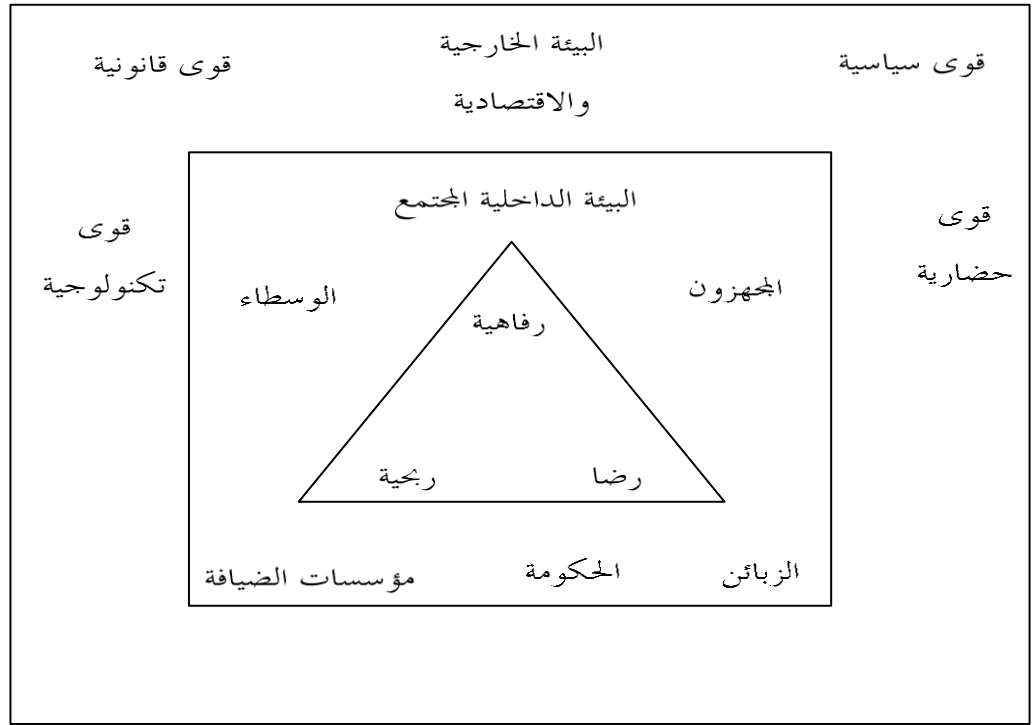 البيئة الخارجية
والاقتصادية
قوى سياسية
قوى قانونية
قوى
حضارية
قوى
تكنولوجية
البيئة الداخلية المجتمع
المجهزون
الوسطاء
رفاهية
رضا
ربحية
الزبائن
الحكومة
مؤسسات الضيافة